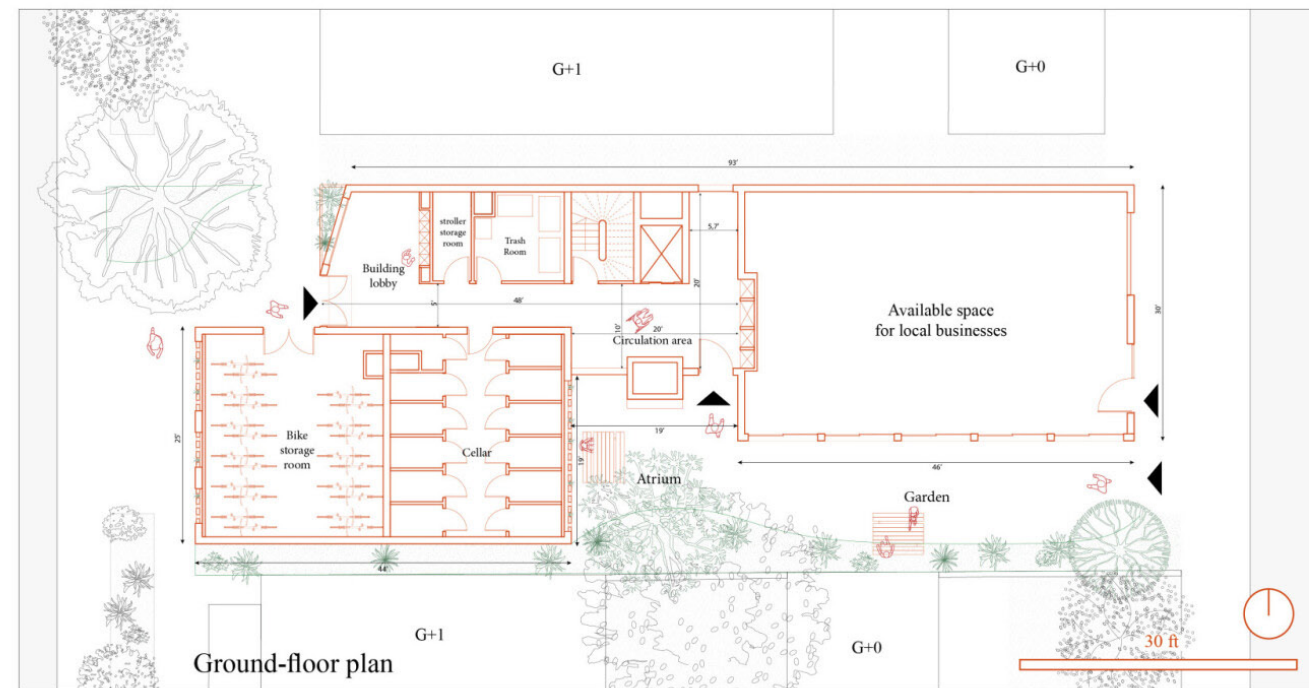 G+1
G+0
93'
stroller
storage
room
Trash
Room
5,7'
Building
lobby
5'
48'
20'
10'
20'
Circulation area
Available space
for local businesses
30'
25'
Bike
storage
room
Cellar
19'
19'
Atrium
46'
Garden
44'
G+1
G+0
30 ft
Ground-floor plan